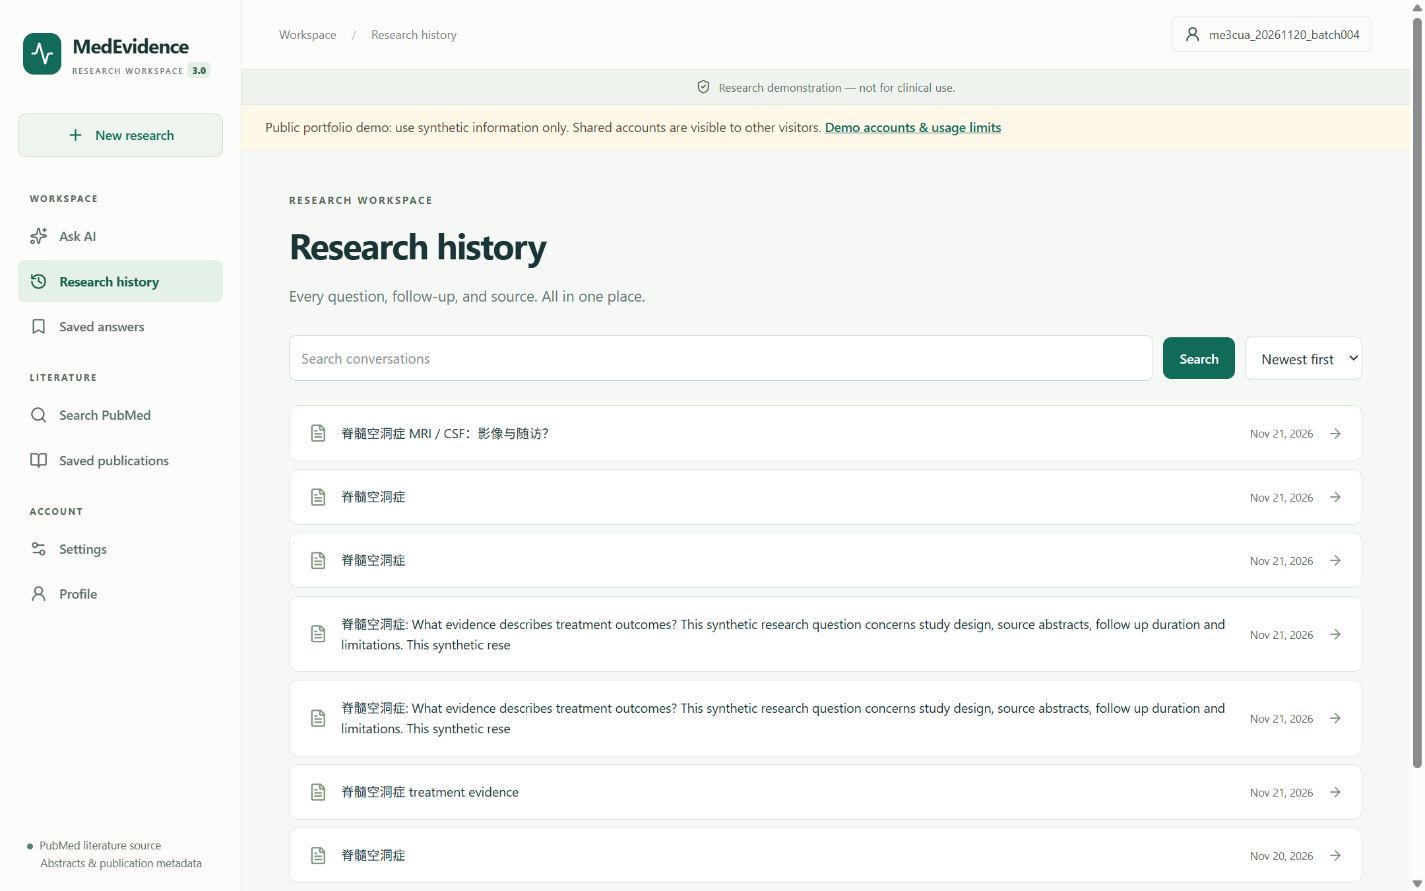 MedEvidence
RESEARCH WORKSPACE 3.0
New research
WORKSPACE
Ask AI
Research history
Saved answers
LITERATURE
Search PubMed
Saved publications
ACCOUNT
Settings
Profile
PubMed literature source
Abstracts & publication metadata
Workspace / Research history
me3cua_20261120_batch004
Research demonstration — not for clinical use.
Public portfolio demo: use synthetic information only. Shared accounts are visible to other visitors. Demo accounts & usage limits
RESEARCH WORKSPACE
Research history
Every question, follow-up, and source. All in one place.
Search conversations
Search
Newest first
脊髓空洞症 MRI / CSF：影像与随访？
Nov 21, 2026
脊髓空洞症
Nov 21, 2026
脊髓空洞症
Nov 21, 2026
脊髓空洞症: What evidence describes treatment outcomes? This synthetic research question concerns study design, source abstracts, follow up duration and
limitations. This synthetic rese
Nov 21, 2026
脊髓空洞症: What evidence describes treatment outcomes? This synthetic research question concerns study design, source abstracts, follow up duration and
limitations. This synthetic rese
Nov 21, 2026
脊髓空洞症 treatment evidence
Nov 21, 2026
脊髓空洞症
Nov 20, 2026